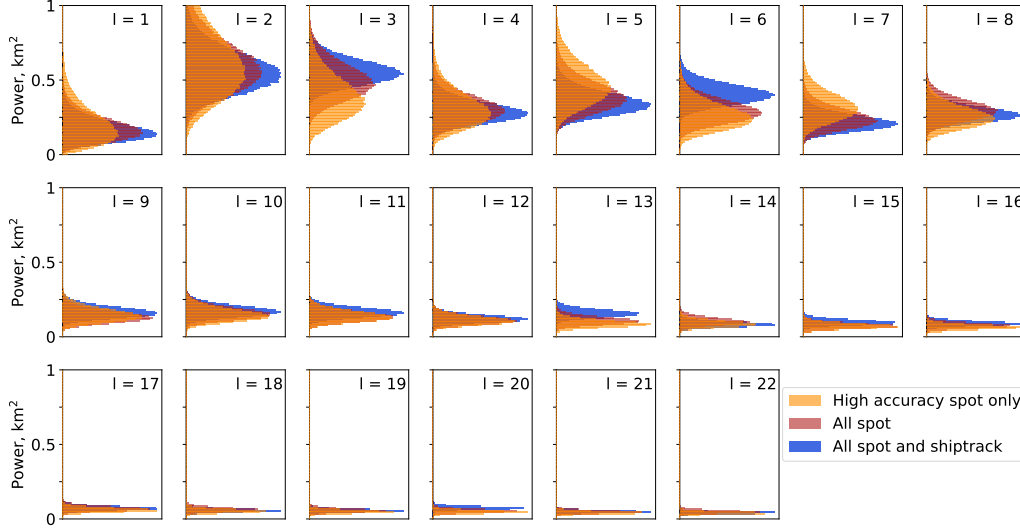 1
l = 1
l = 2
l = 3
l = 4
l = 5
l = 6
l = 7
l = 8
Power, km²
0.5
0
1
l = 9
l = 10
l = 11
l = 12
l = 13
l = 14
l = 15
l = 16
Power, km²
0.5
0
1
l = 17
l = 18
l = 19
l = 20
l = 21
l = 22
Power, km²
0.5
0
High accuracy spot only
All spot
All spot and shiptrack